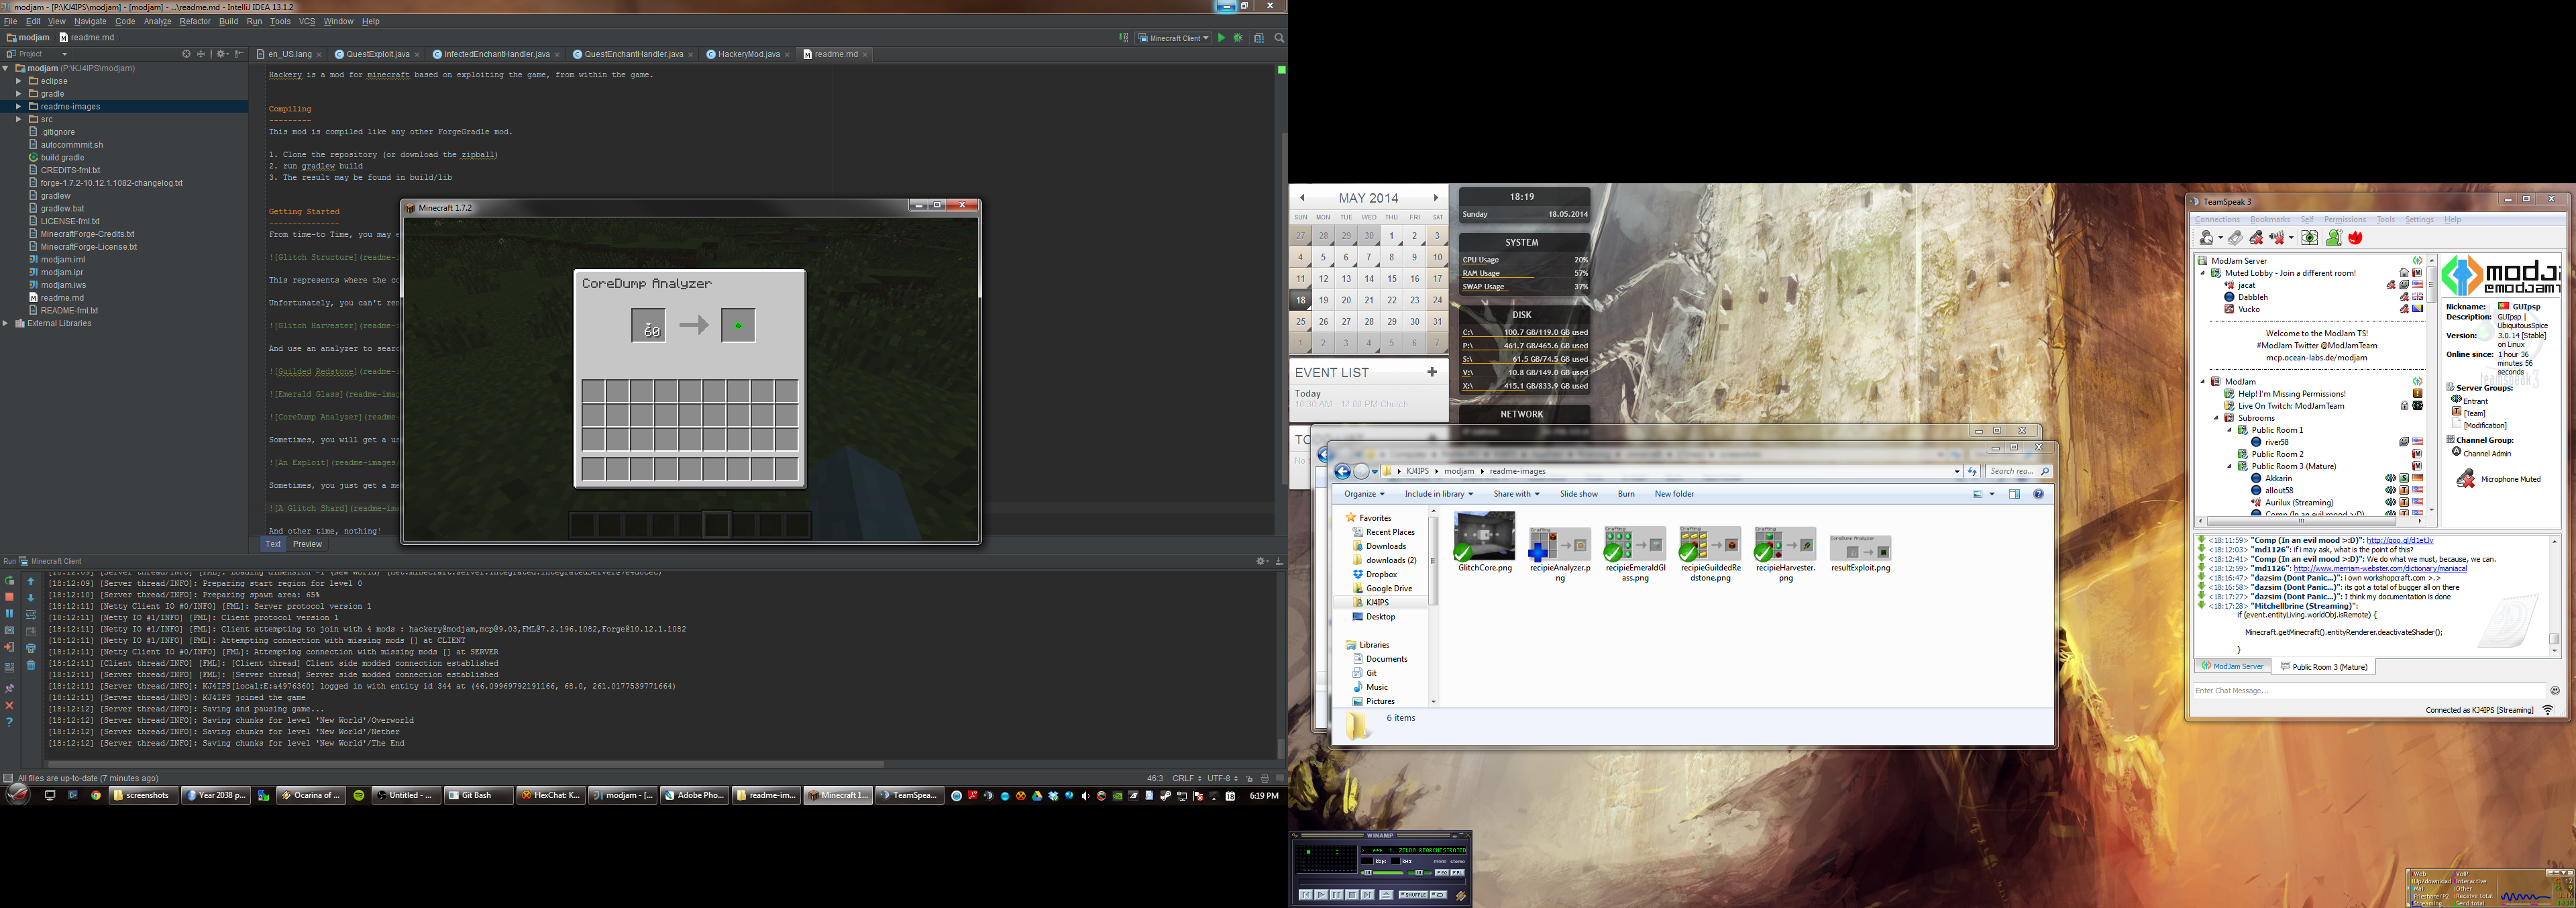 modjam - [P:\KJ4IPS\modjam] - [modjam] - ...\readme.md - IntelliJ IDEA 13.1.2
File Edit View Navigate Code Analyze Refactor Build Run Tools VCS Window Help
modjam readme.md
Minecraft Client
Project
en_US.lang QuestExploit.java InfectedEnchantHandler.java QuestEnchantHandler.java HackeryMod.java readme.md
modjam (P:\KJ4IPS\modjam)
eclipse
gradle
readme-images
src
.gitignore
autocommmit.sh
build.gradle
CREDITS-fml.txt
forge-1.7.2-10.12.1.1082-changelog.txt
gradlew
gradlew.bat
LICENSE-fml.txt
MinecraftForge-Credits.txt
MinecraftForge-License.txt
modjam.iml
modjam.ipr
modjam.iws
readme.md
README-fml.txt
External Libraries
Hackery is a mod for minecraft based on exploiting the game, from within the game.
Compiling
---------
This mod is compiled like any other ForgeGradle mod.
1. Clone the repository (or download the zipball)
2. run gradlew build
3. The result may be found in build/lib
Getting Started
---------------
From time-to Time, you may e
![Glitch Structure](readme-i
This represents where the co
Unfortunately, you can't rem
![Glitch Harvester](readme-i
And use an analyzer to searc
![Guilded Redstone](readme-i
![Emerald Glass](readme-imag
![CoreDump Analyzer](readme-
Sometimes, you will get a us
![An Exploit](readme-images/
Sometimes, you just get a me
![A Glitch Shard](readme-ima
And other time, nothing!
Text Preview
Minecraft 1.7.2
CoreDump Analyzer
60
Run Minecraft Client
[18:12:09] [Server thread/INFO] [FML]: Loading dimension -1 (New World)
[18:12:09] [Server thread/INFO]: Preparing start region for level 0
[18:12:10] [Server thread/INFO]: Preparing spawn area: 65%
[18:12:11] [Netty Client IO #0/INFO] [FML]: Server protocol version 1
[18:12:11] [Netty IO #1/INFO] [FML]: Client protocol version 1
[18:12:11] [Netty IO #1/INFO] [FML]: Client attempting to join with 4 mods : hackery@modjam,mcp@9.03,FML@7.2.196.1082,Forge@10.12.1.1082
[18:12:11] [Netty IO #1/INFO] [FML]: Attempting connection with missing mods [] at CLIENT
[18:12:11] [Netty Client IO #0/INFO] [FML]: Attempting connection with missing mods [] at SERVER
[18:12:11] [Client thread/INFO] [FML]: [Client thread] Client side modded connection established
[18:12:11] [Server thread/INFO] [FML]: [Server thread] Server side modded connection established
[18:12:11] [Server thread/INFO]: KJ4IPS[local:E:a4976360] logged in with entity id 344 at (46.09969792191166, 68.0, 261.0177539771664)
[18:12:11] [Server thread/INFO]: KJ4IPS joined the game
[18:12:12] [Server thread/INFO]: Saving and pausing game...
[18:12:12] [Server thread/INFO]: Saving chunks for level 'New World'/Overworld
[18:12:12] [Server thread/INFO]: Saving chunks for level 'New World'/Nether
[18:12:12] [Server thread/INFO]: Saving chunks for level 'New World'/The End
All files are up-to-date (7 minutes ago)
46:3 CRLF UTF-8
screenshots Year 2038 p... Ocarina of ... Untitled - ... Git Bash HexChat: K... modjam - [... Adobe Pho... readme-im... Minecraft 1... TeamSpea... 18 6:19 PM
MAY 2014
SUN MON TUE WED THU FRI SAT
27 28 29 30 1 2 3
4 5 6 7 8 9 10
11 12 13 14 15 16 17
18 19 20 21 22 23 24
25 26 27 28 29 30 31
1 2 3 4 5 6 7
EVENT LIST
Today
10:30 AM - 12:00 PM Church
18:19
Sunday 18.05.2014
SYSTEM
CPU Usage 20%
RAM Usage 57%
SWAP Usage 37%
DISK
C:\ 100.7 GB/119.0 GB used
P:\ 461.7 GB/465.6 GB used
S:\ 61.5 GB/74.5 GB used
V:\ 10.8 GB/149.0 GB used
X:\ 415.1 GB/833.9 GB used
NETWORK
KJ4IPS modjam readme-images
Search rea...
Organize Include in library Share with Slide show Burn New folder
Favorites
Recent Places
Downloads
downloads (2)
Dropbox
Google Drive
KJ4IPS
Desktop
Libraries
Documents
Git
Music
Pictures
GlitchCore.png
recipieAnalyzer.png
recipieEmeraldGlass.png
recipieGuildedRedstone.png
recipieHarvester.png
resultExploit.png
6 items
WINAMP
1. ZELDA REORCHESTRATED
kbps kHz
SHUFFLE
TeamSpeak 3
Connections Bookmarks Self Permissions Tools Settings Help
ModJam Server
Muted Lobby - Join a different room!
jacat
Dabbleh
Vucko
Welcome to the ModJam TS!
#ModJam Twitter @ModJamTeam
mcp.ocean-labs.de/modjam
ModJam
Help! I'm Missing Permissions!
Live On Twitch: ModJamTeam
Subrooms
Public Room 1
river58
Public Room 2
Public Room 3 (Mature)
Akkarin
allout58
Aurilux (Streaming)
Comp (In an evil mood >:D)
Nickname: GUIpsp
Description: GUIpsp | UbiquitousSpice
Version: 3.0.14 [Stable] on Linux
Online since: 1 hour 36 minutes 56 seconds
Server Groups:
Entrant
[Team]
[Modification]
Channel Group:
Channel Admin
Microphone Muted
<18:11:59> "Comp (In an evil mood >:D)": http://goo.gl/d1etJv
<18:12:03> "md1126": if i may ask, what is the point of this?
<18:12:41> "Comp (In an evil mood >:D)": We do what we must, because, we can.
<18:12:59> "md1126": http://www.merriam-webster.com/dictionary/maniacal
<18:16:47> "dazsim (Dont Panic...)": i own workshopcraft.com >.>
<18:16:58> "dazsim (Dont Panic...)": its got a total of bugger all on there
<18:17:27> "dazsim (Dont Panic...)": I think my documentation is done
<18:17:28> "Mitchellbrine (Streaming)":
if (event.entityLiving.worldObj.isRemote) {
Minecraft.getMinecraft().entityRenderer.deactivateShader();
}
ModJam Server Public Room 3 (Mature)
Enter Chat Message...
Connected as KJ4IPS [Streaming]
Web VoIP
Up/download Interactive
Mail Other
Fileshare/P2 Receive total
Streaming Send total